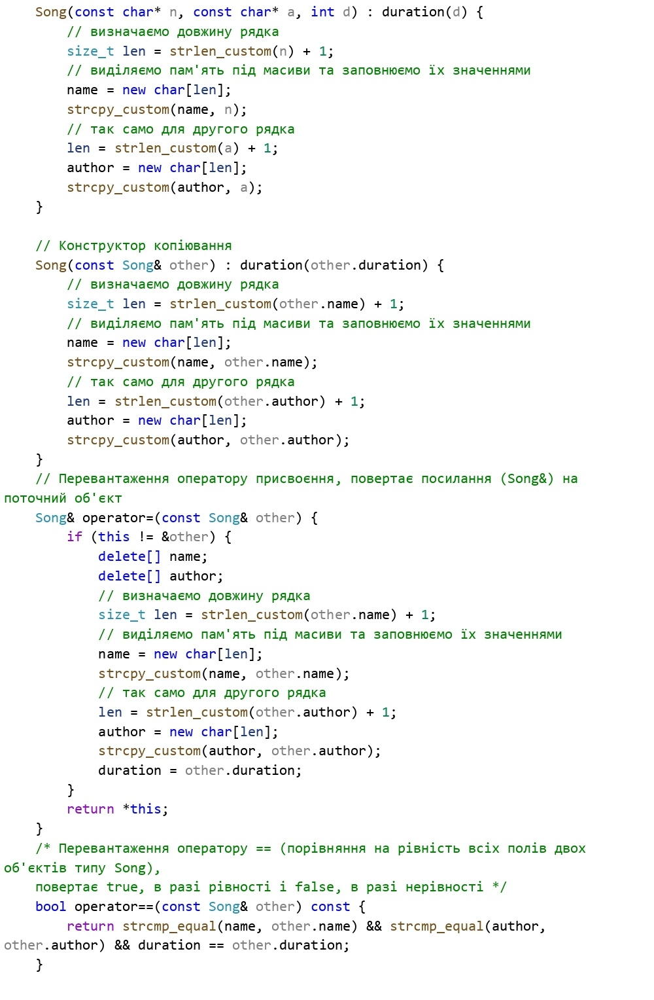 Song(const char* n, const char* a, int d) : duration(d) {
// визначаємо довжину рядка
size_t len = strlen_custom(n) + 1;
// виділяємо пам'ять під масиви та заповнюємо їх значеннями
name = new char[len];
strcpy_custom(name, n);
// так само для другого рядка
len = strlen_custom(a) + 1;
author = new char[len];
strcpy_custom(author, a);
}
// Конструктор копіювання
Song(const Song& other) : duration(other.duration) {
// визначаємо довжину рядка
size_t len = strlen_custom(other.name) + 1;
// виділяємо пам'ять під масиви та заповнюємо їх значеннями
name = new char[len];
strcpy_custom(name, other.name);
// так само для другого рядка
len = strlen_custom(other.author) + 1;
author = new char[len];
strcpy_custom(author, other.author);
}
// Перевантаження оператору присвоєння, повертає посилання (Song&) на
поточний об'єкт
Song& operator=(const Song& other) {
if (this != &other) {
delete[] name;
delete[] author;
// визначаємо довжину рядка
size_t len = strlen_custom(other.name) + 1;
// виділяємо пам'ять під масиви та заповнюємо їх значеннями
name = new char[len];
strcpy_custom(name, other.name);
// так само для другого рядка
len = strlen_custom(other.author) + 1;
author = new char[len];
strcpy_custom(author, other.author);
duration = other.duration;
}
return *this;
}
/* Перевантаження оператору == (порівняння на рівність всіх полів двох
об'єктів типу Song),
повертає true, в разі рівності і false, в разі нерівності */
bool operator==(const Song& other) const {
return strcmp_equal(name, other.name) && strcmp_equal(author,
other.author) && duration == other.duration;
}